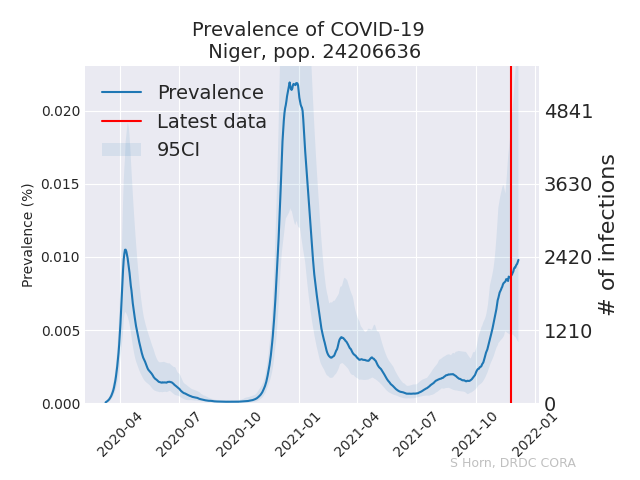 Prevalence of COVID-19
Niger, pop. 24206636
Prevalence
Latest data
95CI
Prevalence (%)
0.020
0.015
0.010
0.005
0.000
4841
3630
2420
1210
0
# of infections
2020-04
2020-07
2020-10
2021-01
2021-04
2021-07
2021-10
2022-01
S Horn, DRDC CORA